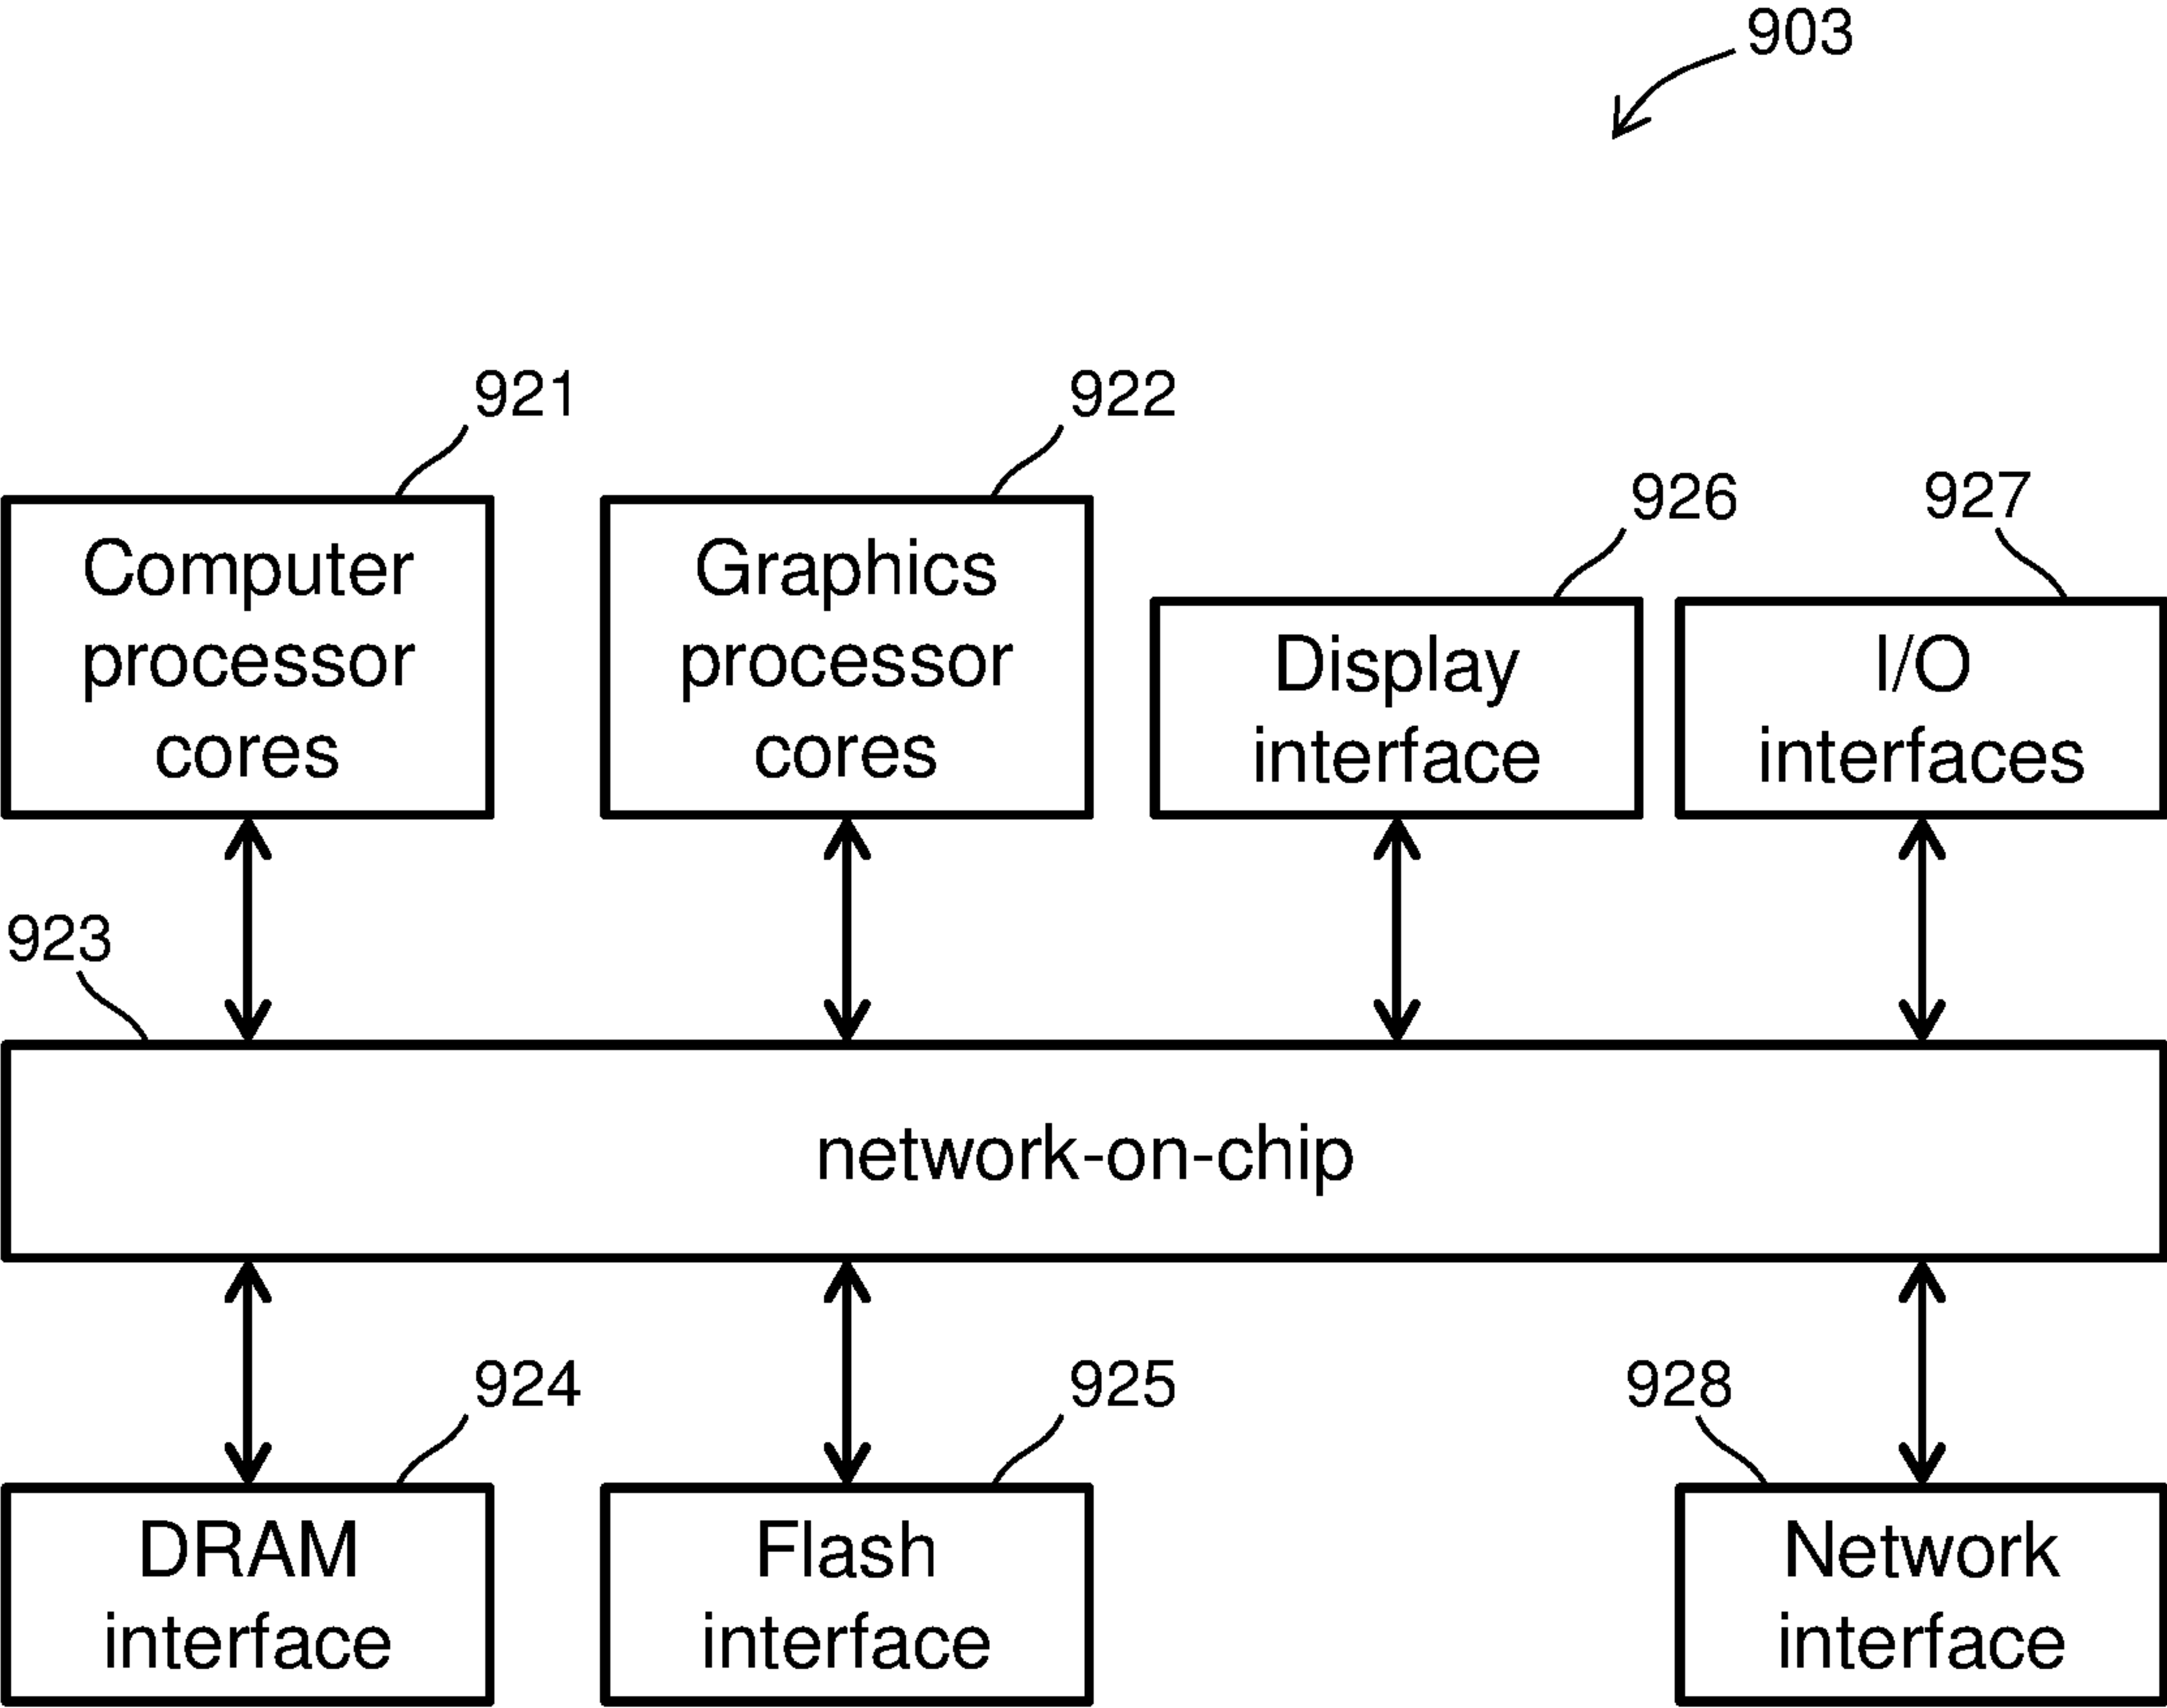 903
921
922
926
927
Computer
processor
cores
Graphics
processor
cores
Display
interface
I/O
interfaces
923
network-on-chip
924
925
928
DRAM
interface
Flash
interface
Network
interface